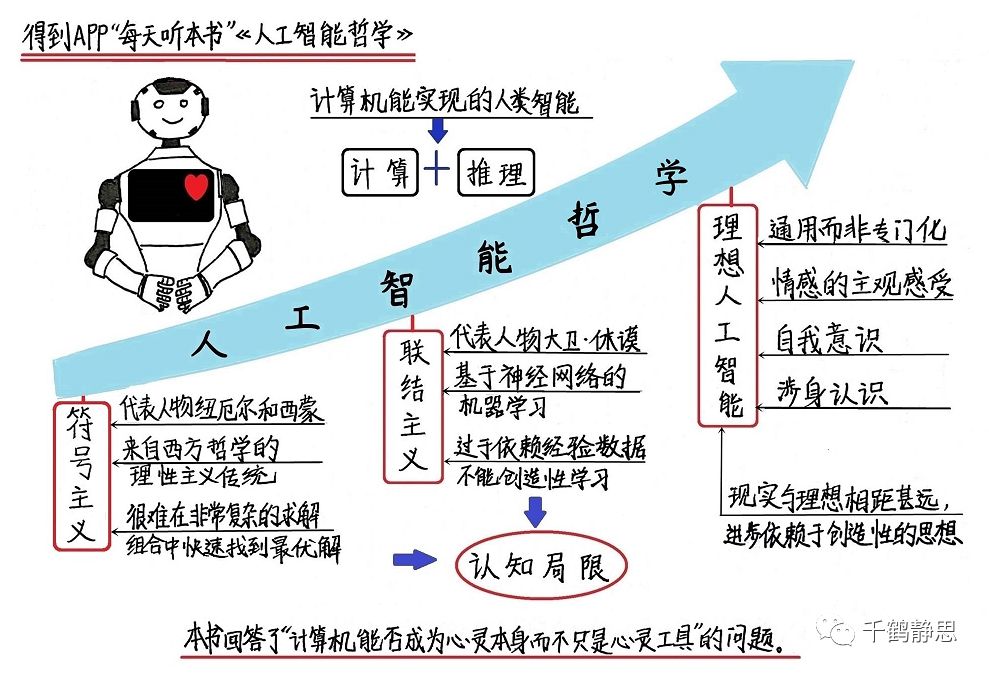 得到APP“每天听本书”《人工智能哲学》
计算机能实现的人类智能
计算
+
推理
人工智能哲学
符号主义
代表人物纽厄尔和西蒙
来自西方哲学的
理性主义传统
很难在非常复杂的求解
组合中快速找到最优解
联结主义
代表人物大卫·休谟
基于神经网络的
机器学习
过于依赖经验数据
不能创造性学习
认知局限
理想人工智能
通用而非专门化
情感的主观感受
自我意识
涉身认识
现实与理想相距甚远,
进步依赖于创造性的思想
本书回答了“计算机能否成为心灵本身而不只是心灵工具”的问题。
千鹤静思